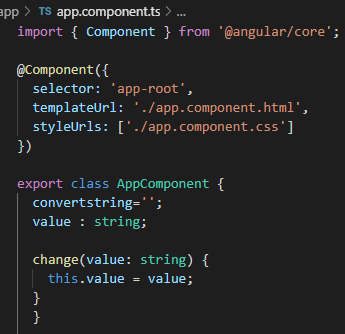 app > TS app.component.ts > ...
import { Component } from '@angular/core';
@Component({
selector: 'app-root',
templateUrl: './app.component.html',
styleUrls: ['./app.component.css']
})
export class AppComponent {
convertstring='';
value : string;
change(value: string) {
this.value = value;
}
}